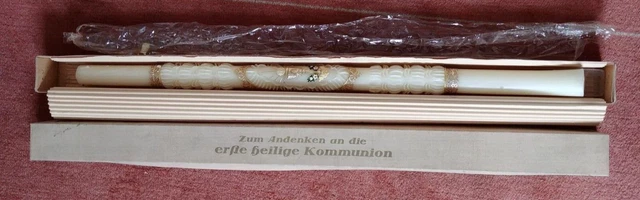 Zum Andenken an die
erste heilige Kommunion